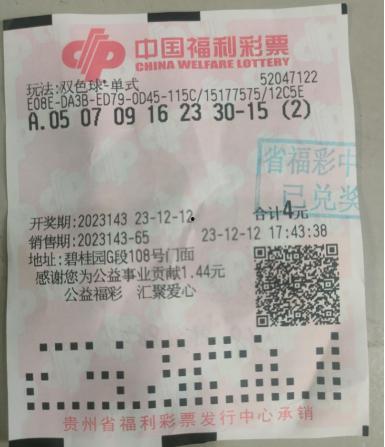 中国福利彩票
CHINA WELFARE LOTTERY
玩法:双色球-单式
52047122
E08E-DA3B-ED79-0D45-115C/15177575/12C5E
A.05 07 09 16 23 30-15 (2)
省福彩中
已兑奖
开奖期:2023143 23-12-12
合计4元
销售期:2023143-65
23-12-12 17:43:38
地址:碧桂园G段108号门面
感谢您为公益事业贡献1.44元
公益福彩 汇聚爱心
贵州省福利彩票发行中心承销